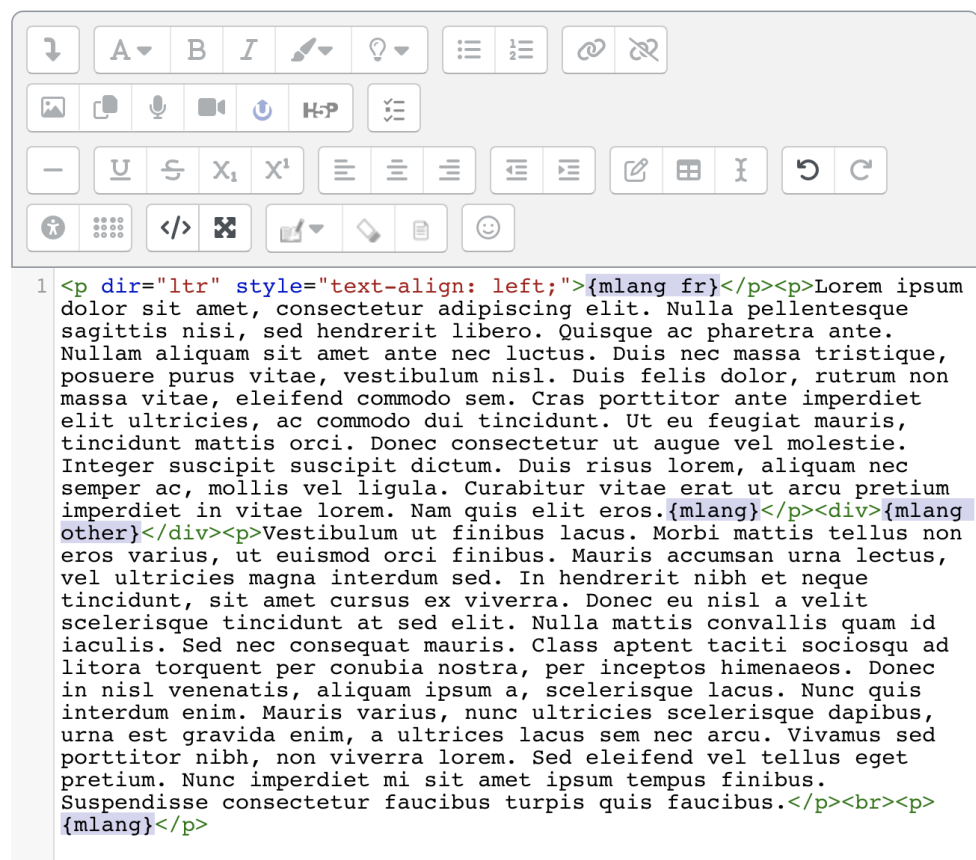 A B I
H5P
U S X₁ X¹
</>
1 <p dir="ltr" style="text-align: left;">{mlang fr}</p><p>Lorem ipsum
dolor sit amet, consectetur adipiscing elit. Nulla pellentesque
sagittis nisi, sed hendrerit libero. Quisque ac pharetra ante.
Nullam aliquam sit amet ante nec luctus. Duis nec massa tristique,
posuere purus vitae, vestibulum nisl. Duis felis dolor, rutrum non
massa vitae, eleifend commodo sem. Cras porttitor ante imperdiet
elit ultricies, ac commodo dui tincidunt. Ut eu feugiat mauris,
tincidunt mattis orci. Donec consectetur ut augue vel molestie.
Integer suscipit suscipit dictum. Duis risus lorem, aliquam nec
semper ac, mollis vel ligula. Curabitur vitae erat ut arcu pretium
imperdiet in vitae lorem. Nam quis elit eros.{mlang}</p><div>{mlang
other}</div><p>Vestibulum ut finibus lacus. Morbi mattis tellus non
eros varius, ut euismod orci finibus. Mauris accumsan urna lectus,
vel ultricies magna interdum sed. In hendrerit nibh et neque
tincidunt, sit amet cursus ex viverra. Donec eu nisl a velit
scelerisque tincidunt at sed elit. Nulla mattis convallis quam id
iaculis. Sed nec consequat mauris. Class aptent taciti sociosqu ad
litora torquent per conubia nostra, per inceptos himenaeos. Donec
in nisl venenatis, aliquam ipsum a, scelerisque lacus. Nunc quis
interdum enim. Mauris varius, nunc ultricies scelerisque dapibus,
urna est gravida enim, a ultrices lacus sem nec arcu. Vivamus sed
porttitor nibh, non viverra lorem. Sed eleifend vel tellus eget
pretium. Nunc imperdiet mi sit amet ipsum tempus finibus.
Suspendisse consectetur faucibus turpis quis faucibus.</p><br><p>
{mlang}</p>